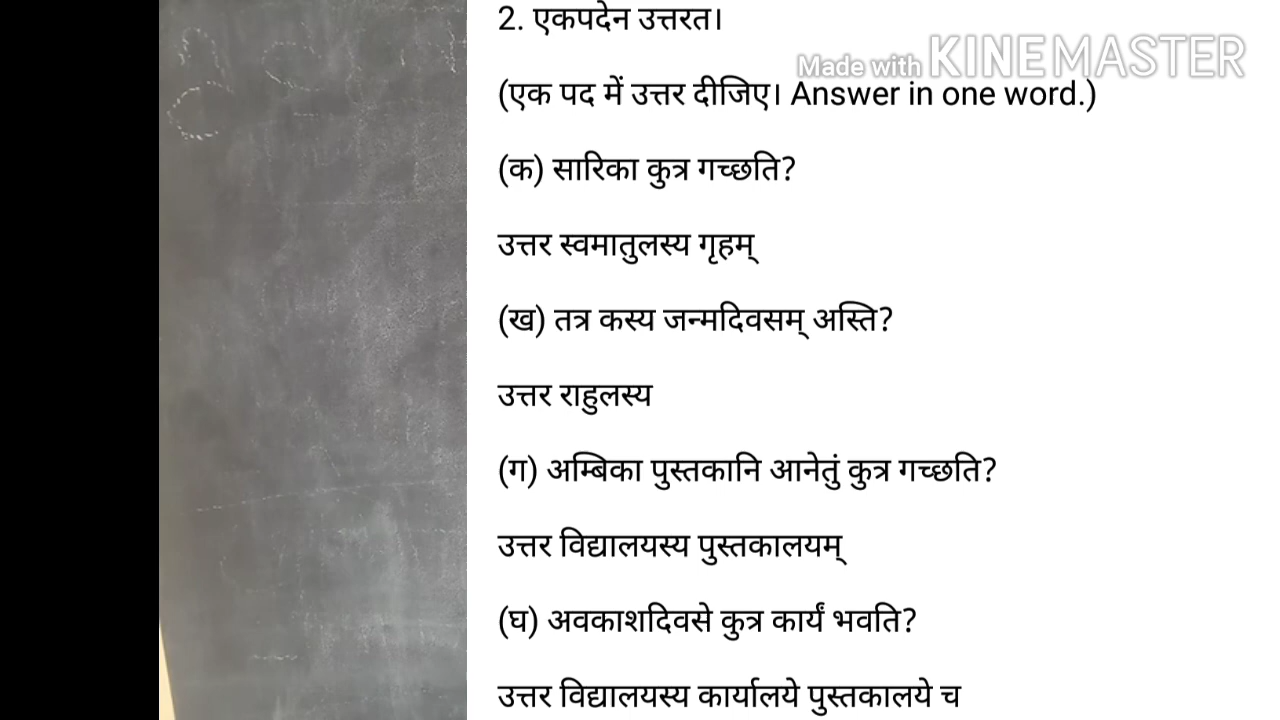 2. एकपदेन उत्तरत।
Made with KINEMASTER
(एक पद में उत्तर दीजिए। Answer in one word.)
(क) सारिका कुत्र गच्छति?
उत्तर स्वमातुलस्य गृहम्
(ख) तत्र कस्य जन्मदिवसम् अस्ति?
उत्तर राहुलस्य
(ग) अम्बिका पुस्तकानि आनेतुं कुत्र गच्छति?
उत्तर विद्यालयस्य पुस्तकालयम्
(घ) अवकाशदिवसे कुत्र कार्यं भवति?
उत्तर विद्यालयस्य कार्यालये पुस्तकालये च